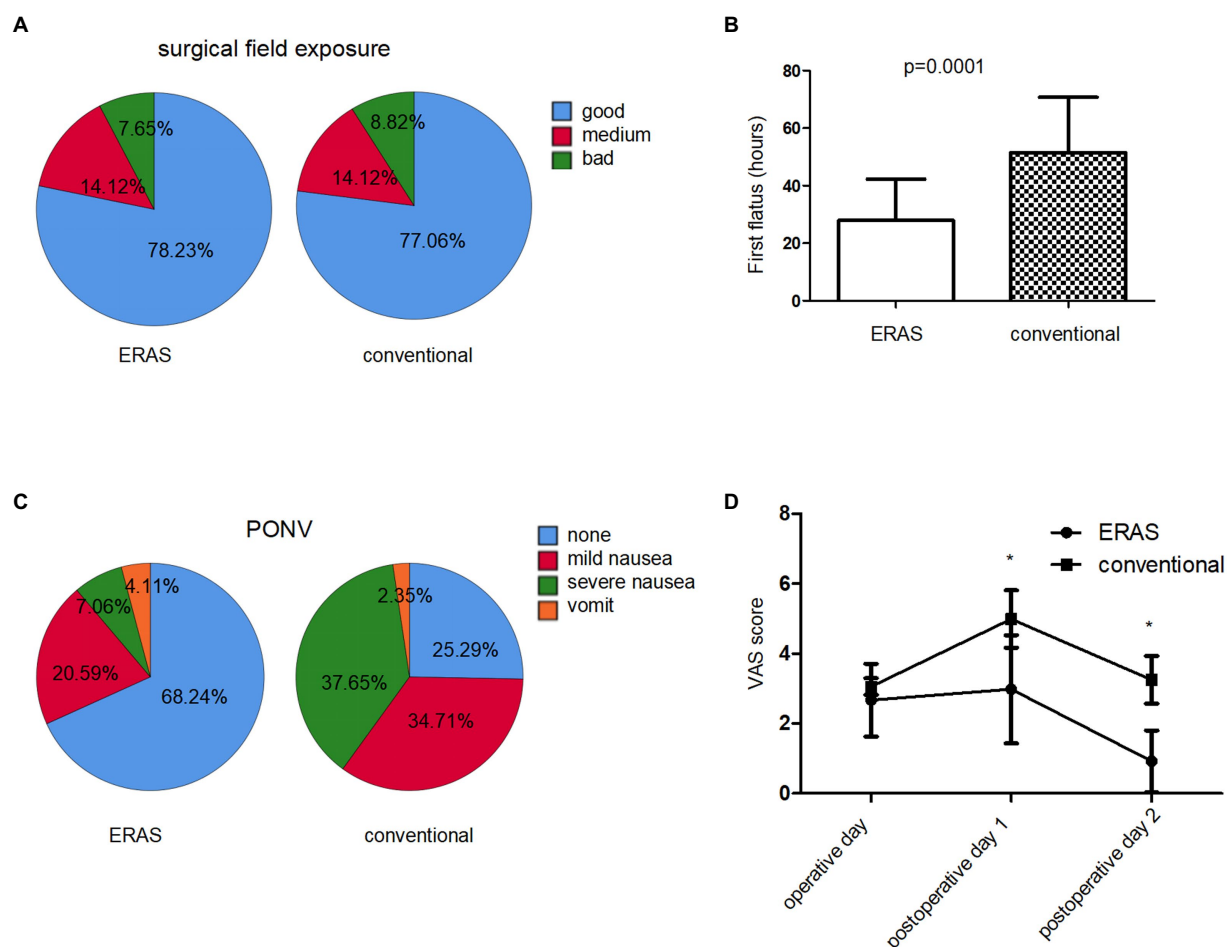 A
surgical field exposure
7.65%
14.12%
78.23%
ERAS
8.82%
14.12%
77.06%
conventional
good
medium
bad
B
p=0.0001
First flatus (hours)
80
60
40
20
0
ERAS
conventional
C
PONV
4.11%
7.06%
20.59%
68.24%
ERAS
2.35%
25.29%
37.65%
34.71%
conventional
none
mild nausea
severe nausea
vomit
D
VAS score
8
6
4
2
0
ERAS
conventional
*
*
operative day
postoperative day 1
postoperative day 2